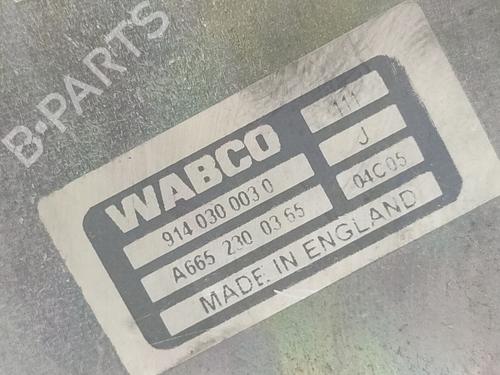 B-PARTS
WABCO 111
914 030 003 0 J
A665 230 03 65 04C05
MADE IN ENGLAND